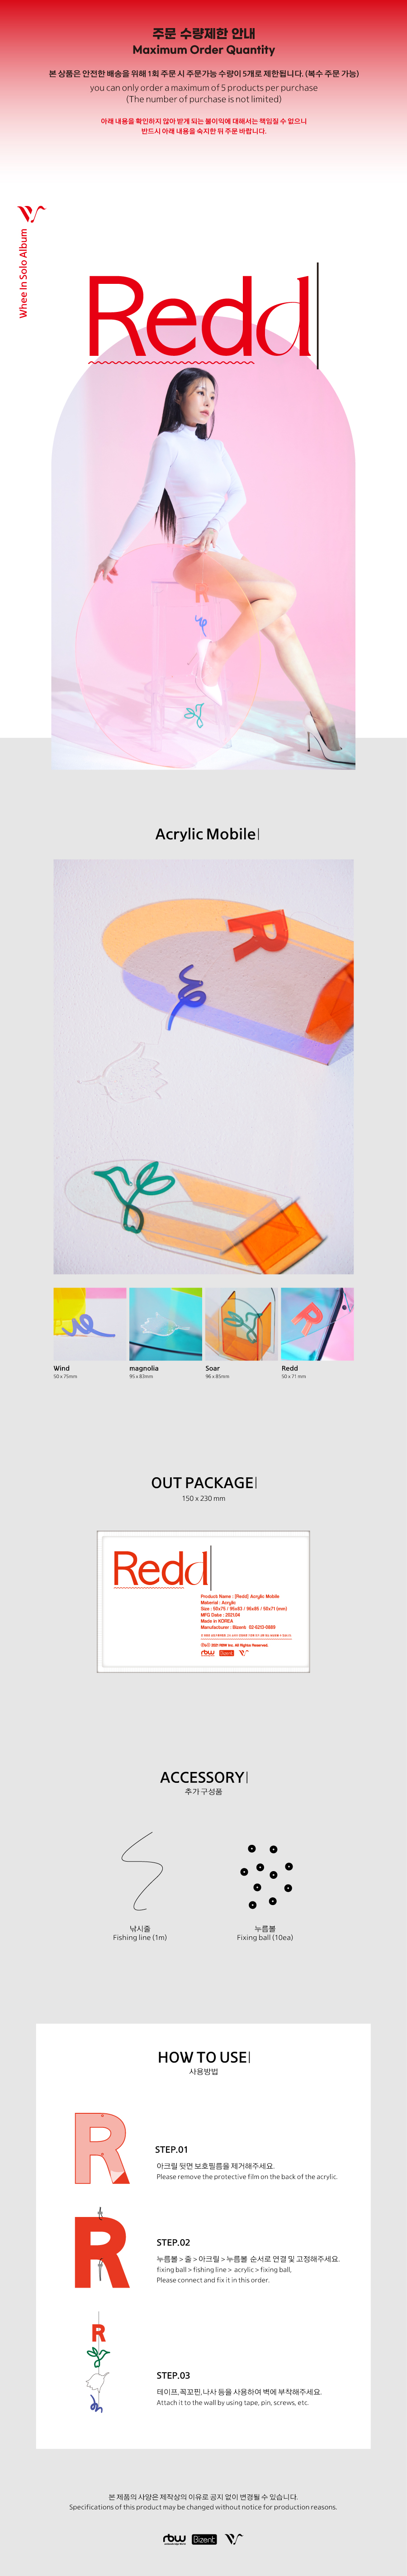 주문 수량제한 안내
Maximum Order Quantity
본 상품은 안전한 배송을 위해 1회 주문 시 주문가능 수량이 5개로 제한됩니다. (복수 주문 가능)
you can only order a maximum of 5 products per purchase
(The number of purchase is not limited)
아래 내용을 확인하지 않아 받게 되는 불이익에 대해서는 책임질 수 없으니
반드시 아래 내용을 숙지한 뒤 주문 바랍니다.
Whee In Solo Album
Redd
R
Acrylic Mobile
R
Wind
magnolia
Soar
Redd
50 x 75mm
95 x 83mm
96 x 85mm
50 x 71 mm
OUT PACKAGE
150 x 230 mm
Redd
Product Name : [Redd] Acrylic Mobile
Material : Acrylic
Size : 50x75 / 95x83 / 96x85 / 50x71 (mm)
MFG Date : 2021.04
Made in KOREA
Manufacturer : Bizent 02-6213-0889
2021 RBW Inc. All Rights Reserved.
rbw Bizent
ACCESSORY
추가 구성품
낚시줄
Fishing line (1m)
누름볼
Fixing ball (10ea)
HOW TO USE
사용방법
R
STEP.01
아크릴 뒷면 보호필름을 제거해주세요.
Please remove the protective film on the back of the acrylic.
R
STEP.02
누름볼 > 줄 > 아크릴 > 누름볼 순서로 연결 및 고정해주세요.
fixing ball > fishing line > acrylic > fixing ball,
Please connect and fix it in this order.
R
STEP.03
테이프, 꼭꼬핀, 나사 등을 사용하여 벽에 부착해주세요.
Attach it to the wall by using tape, pin, screws, etc.
본 제품의 사양은 제작상의 이유로 공지 없이 변경될 수 있습니다.
Specifications of this product may be changed without notice for production reasons.
rbw Bizent